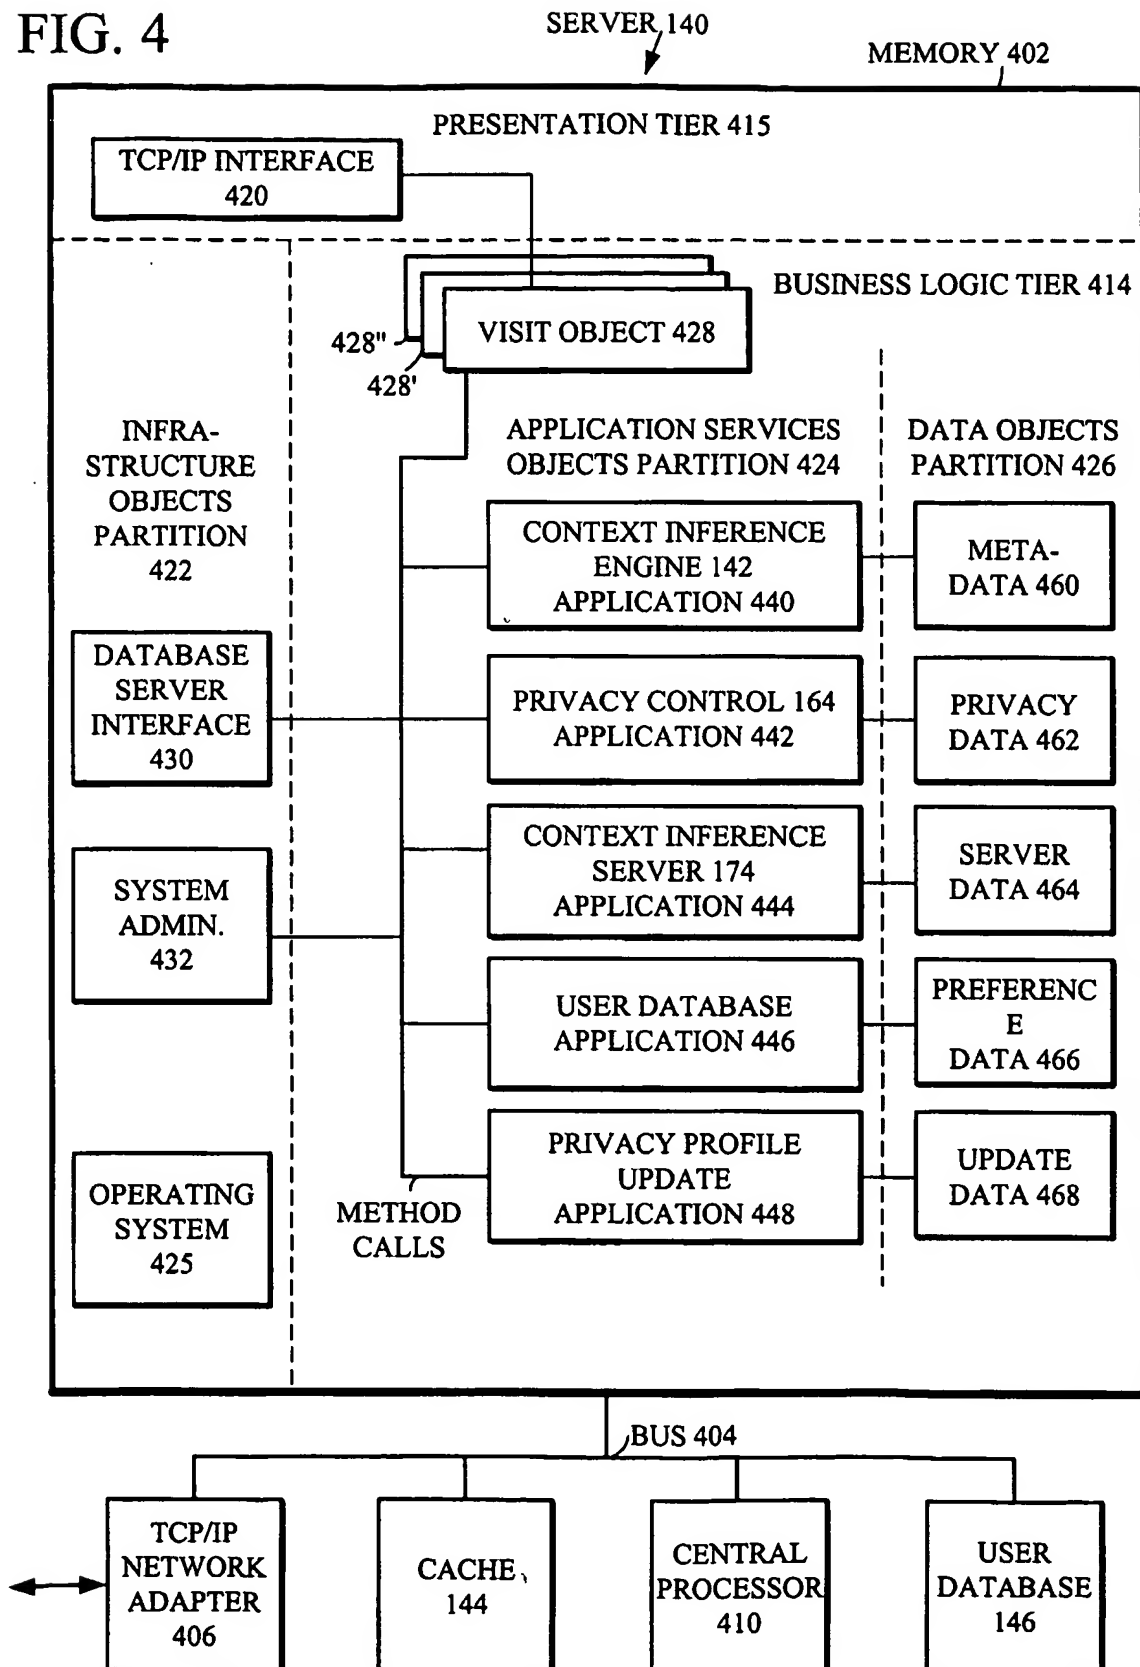 FIG. 4
SERVER 140
MEMORY 402
PRESENTATION TIER 415
TCP/IP INTERFACE
420
BUSINESS LOGIC TIER 414
VISIT OBJECT 428
428"
428'
INFRA-
STRUCTURE
OBJECTS
PARTITION
422
APPLICATION SERVICES
OBJECTS PARTITION 424
DATA OBJECTS
PARTITION 426
CONTEXT INFERENCE
ENGINE 142
APPLICATION 440
META-
DATA 460
DATABASE
SERVER
INTERFACE
430
PRIVACY CONTROL 164
APPLICATION 442
PRIVACY
DATA 462
SYSTEM
ADMIN.
432
CONTEXT INFERENCE
SERVER 174
APPLICATION 444
SERVER
DATA 464
USER DATABASE
APPLICATION 446
PREFERENC
E
DATA 466
OPERATING
SYSTEM
425
METHOD
CALLS
PRIVACY PROFILE
UPDATE
APPLICATION 448
UPDATE
DATA 468
BUS 404
TCP/IP
NETWORK
ADAPTER
406
CACHE
144
CENTRAL
PROCESSOR
410
USER
DATABASE
146